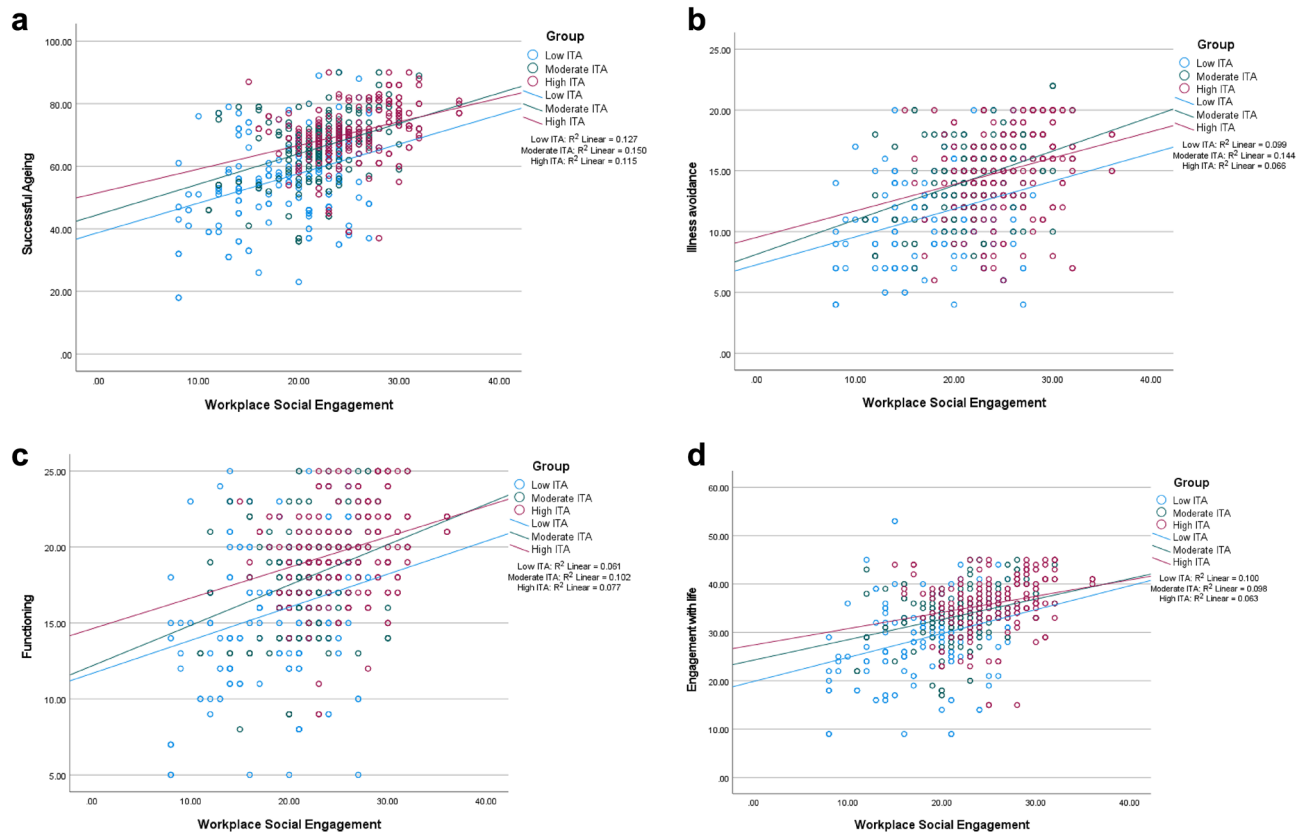 a
Successful Ageing
100.00
80.00
60.00
40.00
20.00
.00
.00 10.00 20.00 30.00 40.00
Workplace Social Engagement
Group
Low ITA
Moderate ITA
High ITA
Low ITA
Moderate ITA
High ITA
Low ITA: R² Linear = 0.127
Moderate ITA: R² Linear = 0.150
High ITA: R² Linear = 0.115
b
Illness avoidance
25.00
20.00
15.00
10.00
5.00
.00
.00 10.00 20.00 30.00 40.00
Workplace Social Engagement
Group
Low ITA
Moderate ITA
High ITA
Low ITA
Moderate ITA
High ITA
Low ITA: R² Linear = 0.099
Moderate ITA: R² Linear = 0.144
High ITA: R² Linear = 0.066
c
Functioning
25.00
20.00
15.00
10.00
5.00
.00 10.00 20.00 30.00 40.00
Workplace Social Engagement
Group
Low ITA
Moderate ITA
High ITA
Low ITA
Moderate ITA
High ITA
Low ITA: R² Linear = 0.061
Moderate ITA: R² Linear = 0.102
High ITA: R² Linear = 0.077
d
Engagement with life
60.00
50.00
40.00
30.00
20.00
10.00
.00
.00 10.00 20.00 30.00 40.00
Workplace Social Engagement
Group
Low ITA
Moderate ITA
High ITA
Low ITA
Moderate ITA
High ITA
Low ITA: R² Linear = 0.100
Moderate ITA: R² Linear = 0.098
High ITA: R² Linear = 0.063